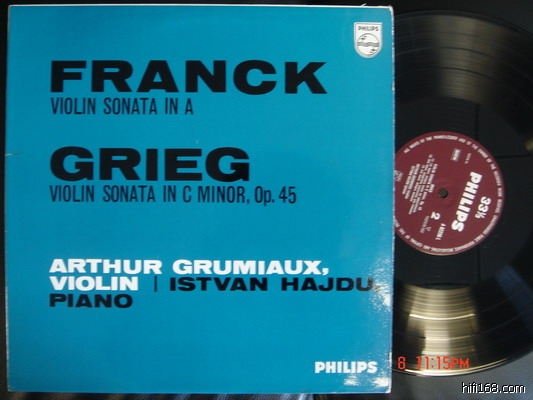 PHILIPS
FRANCK
VIOLIN SONATA IN A
GRIEG
VIOLIN SONATA IN C MINOR, Op. 45
ARTHUR GRUMIAUX,
VIOLIN | ISTVAN HAJDU,
PIANO
PHILIPS
33⅓
PHILIPS
2
8 11:15PM
hifi168.com